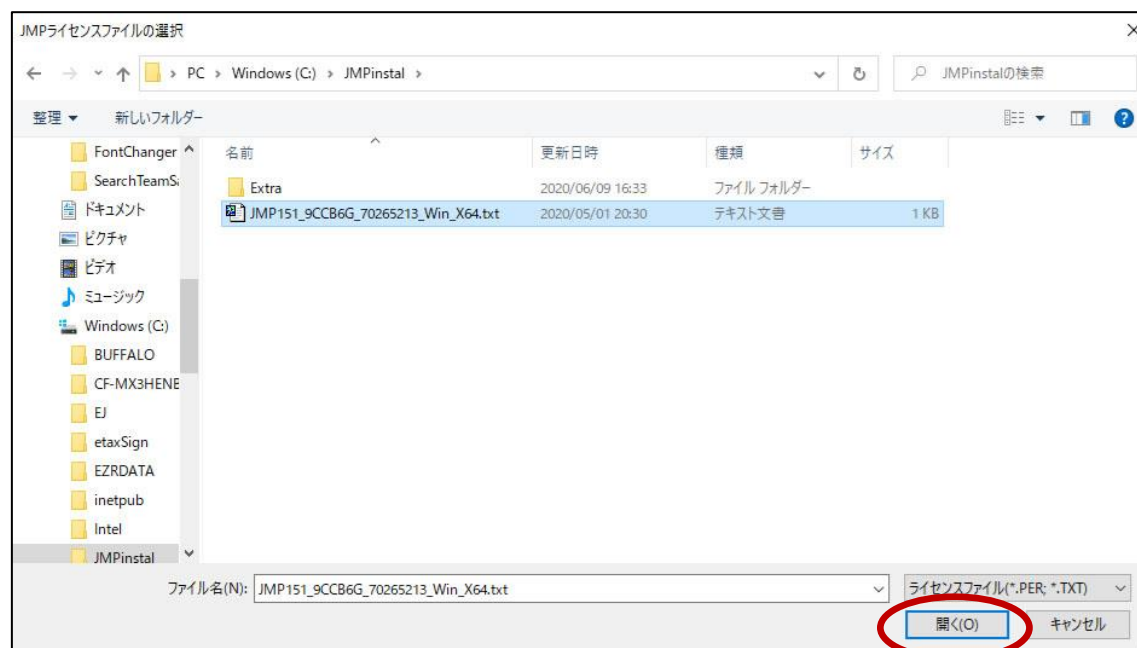 JMPライセンスファイルの選択
PC › Windows (C:) › JMPinstal ›
JMPinstalの検索
整理 新しいフォルダー
FontChanger
SearchTeamS
ドキュメント
ピクチャ
ビデオ
ミュージック
Windows (C:)
BUFFALO
CF-MX3HENE
EJ
etaxSign
EZRDATA
inetpub
Intel
JMPinstal
名前 更新日時 種類 サイズ
Extra 2020/06/09 16:33 ファイル フォルダー
JMP151_9CCB6G_70265213_Win_X64.txt 2020/05/01 20:30 テキスト文書 1 KB
ファイル名(N): JMP151_9CCB6G_70265213_Win_X64.txt ライセンスファイル(*.PER; *.TXT)
開く(O) キャンセル